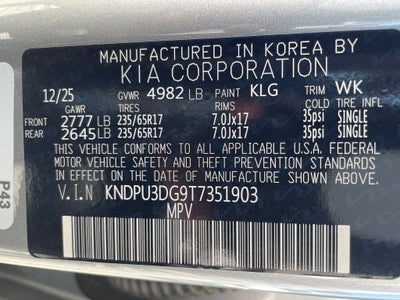 MANUFACTURED IN KOREA BY
KIA CORPORATION
12/25 GVWR 4982 LB PAINT KLG TRIM WK
GAWR TIRES RIMS COLD TIRE INFL
FRONT 2777 LB 235/65R17 7.0Jx17 35psi SINGLE
REAR 2645 LB 235/65R17 7.0Jx17 35psi SINGLE
THIS VEHICLE CONFORMS TO ALL APPLICABLE U.S.A. FEDERAL
MOTOR VEHICLE SAFETY, BUMPER, AND THEFT PREVENTION STANDARDS
IN EFFECT ON THE DATE OF MANUFACTURE SHOWN ABOVE.
V.I.N KNDPU3DG9T7351903
MPV
P43